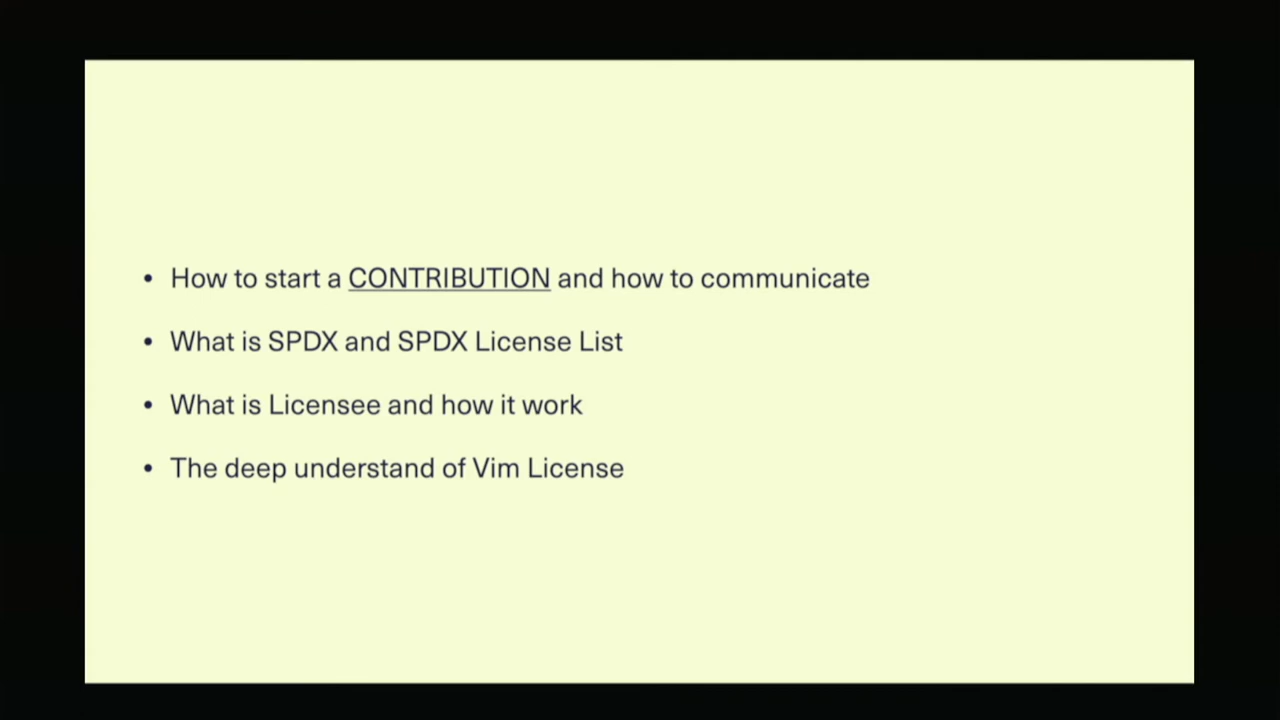 • How to start a CONTRIBUTION and how to communicate
• What is SPDX and SPDX License List
• What is Licensee and how it work
• The deep understand of Vim License